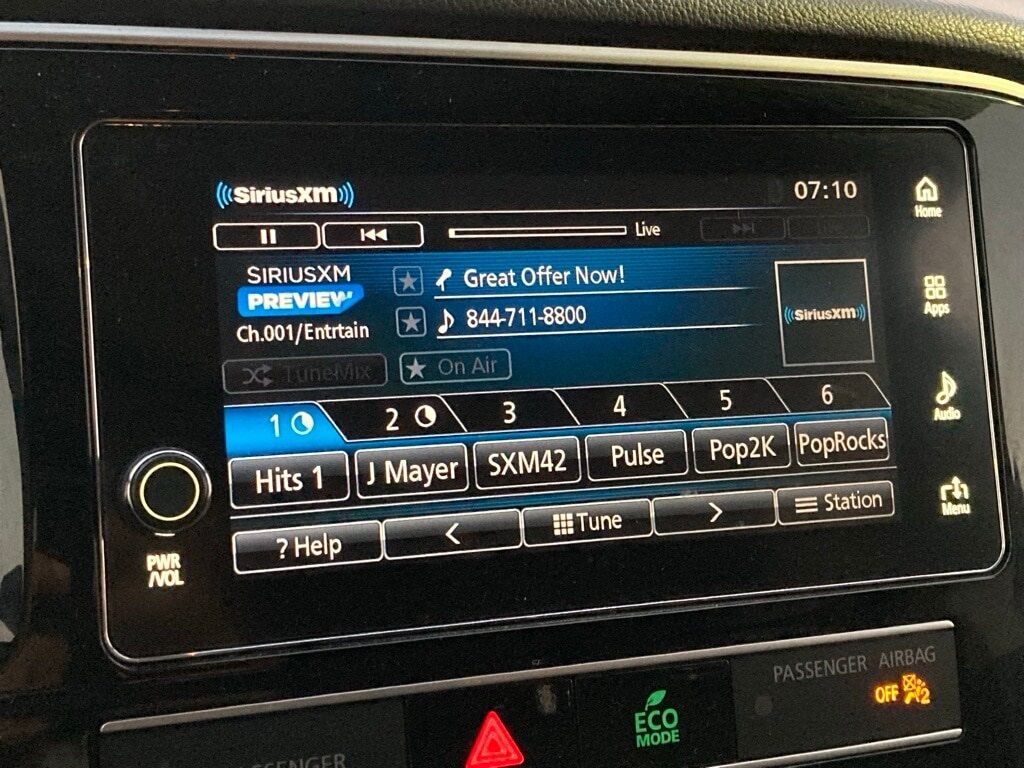 SiriusXM
07:10
Live
SIRIUSXM
PREVIEW
Ch.001/Entrtain
Great Offer Now!
844-711-8800
SiriusXM
TuneMix
On Air
1 2 3 4 5 6
Hits 1 J Mayer SXM42 Pulse Pop2K PopRocks
? Help < Tune > Station
Home
Apps
Audio
Menu
PWR
/VOL
PASSENGER
ECO
MODE
PASSENGER AIRBAG
OFF 2